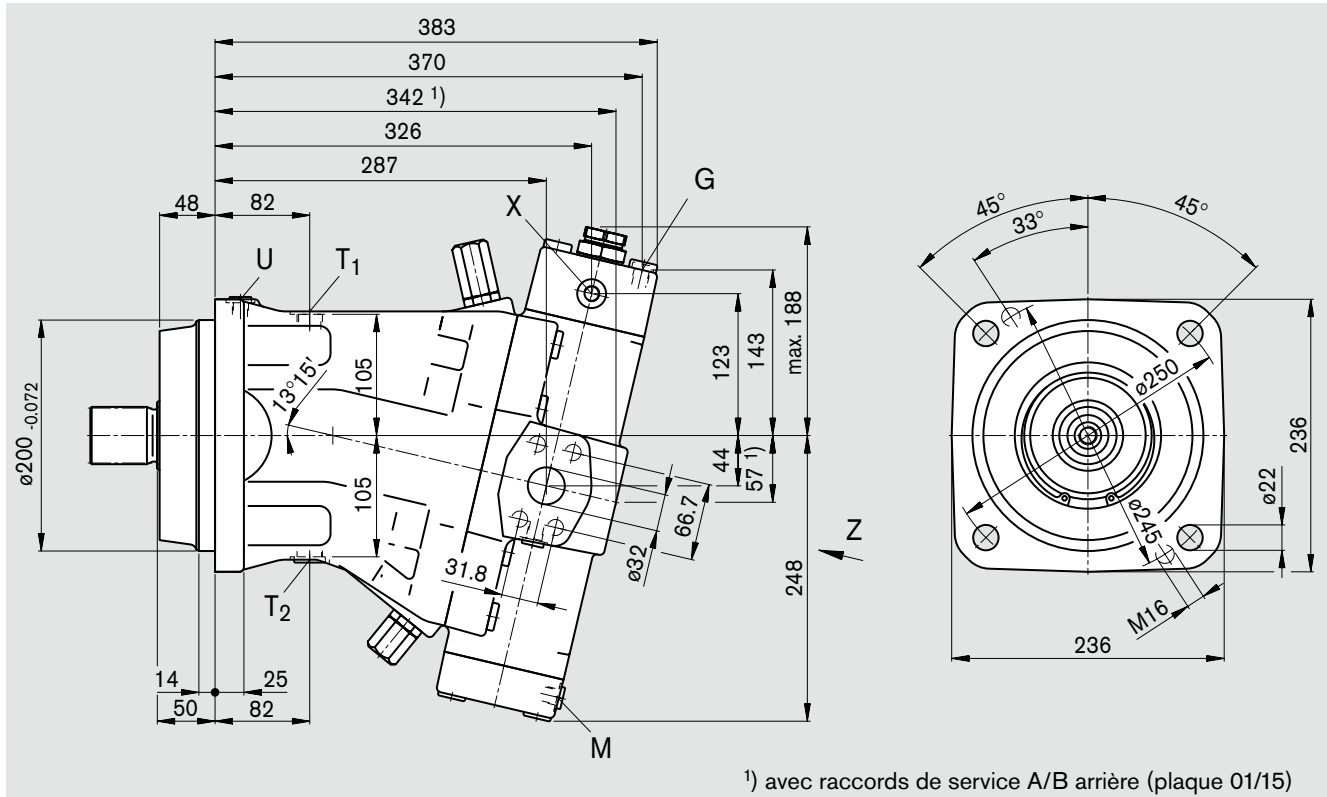 383
370
342 ¹)
326
287
48
82
X
G
U
T₁
45°
33°
45°
13°15'
105
105
ø200 -0.072
123
143
max. 188
44
57 ¹)
66.7
ø32
31.8
248
Z
T₂
14
25
50
82
M
ø250
ø245
236
ø22
M16
236
¹) avec raccords de service A/B arrière (plaque 01/15)